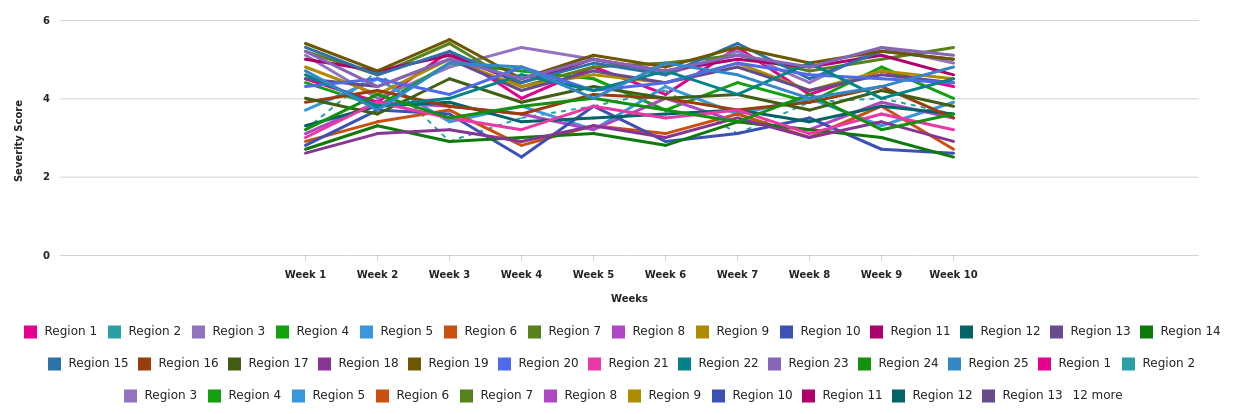 6
4
2
0
Severity Score
Week 1 Week 2 Week 3 Week 4 Week 5 Week 6 Week 7 Week 8 Week 9 Week 10
Weeks
Region 1 Region 2 Region 3 Region 4 Region 5 Region 6 Region 7 Region 8 Region 9 Region 10 Region 11 Region 12 Region 13 Region 14
Region 15 Region 16 Region 17 Region 18 Region 19 Region 20 Region 21 Region 22 Region 23 Region 24 Region 25 Region 1 Region 2
Region 3 Region 4 Region 5 Region 6 Region 7 Region 8 Region 9 Region 10 Region 11 Region 12 Region 13 12 more